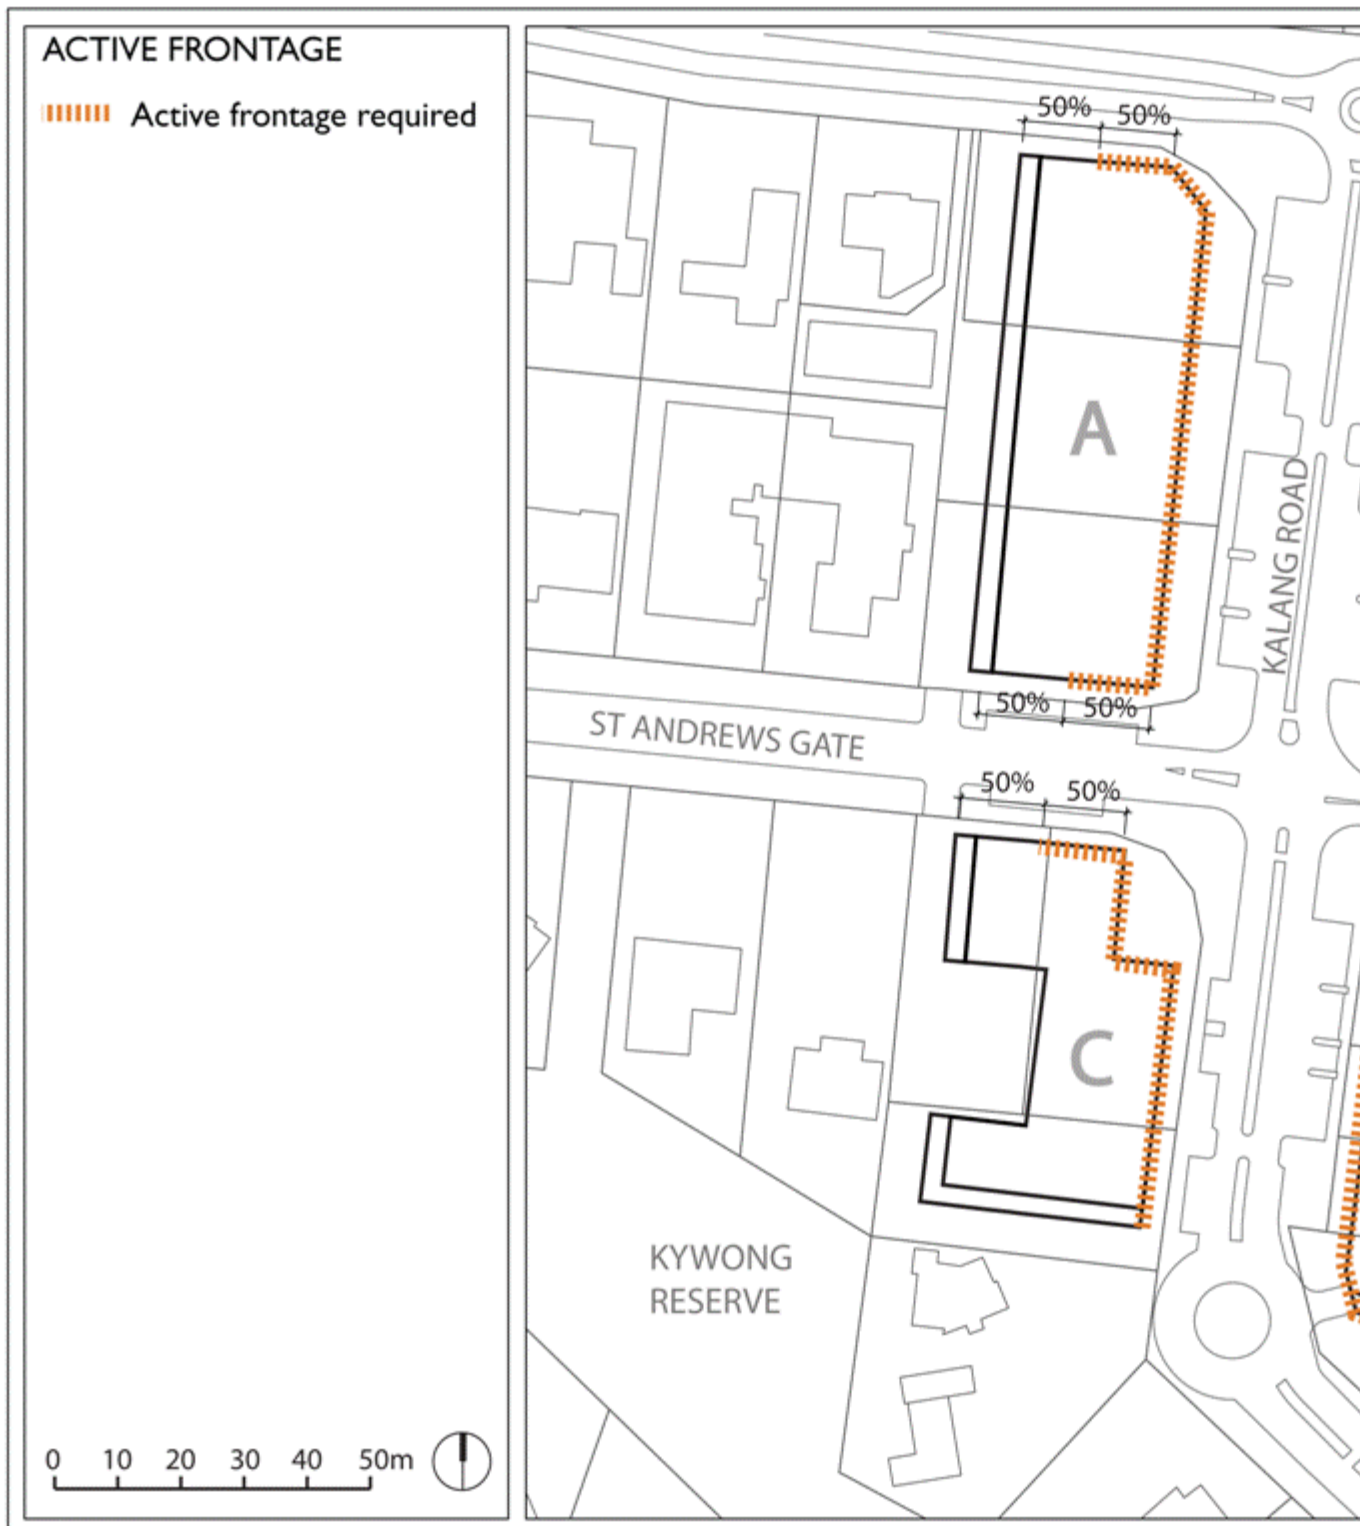 ACTIVE FRONTAGE
Active frontage required
0 10 20 30 40 50m
50% 50%
A
KALANG ROAD
50% 50%
ST ANDREWS GATE
50% 50%
C
KYWONG
RESERVE